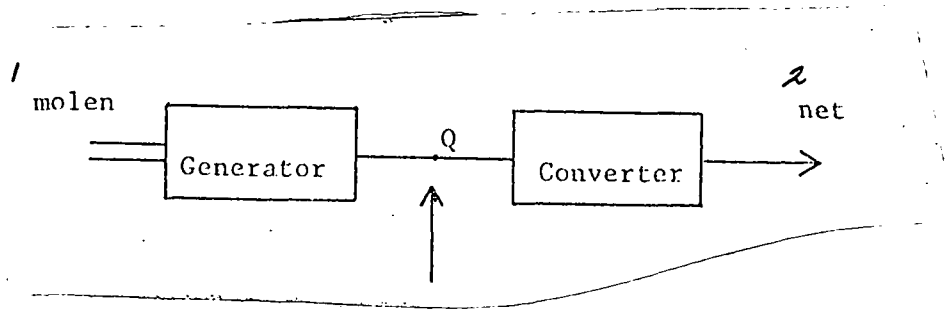 1
molen
Generator
Q
Converter
2
net